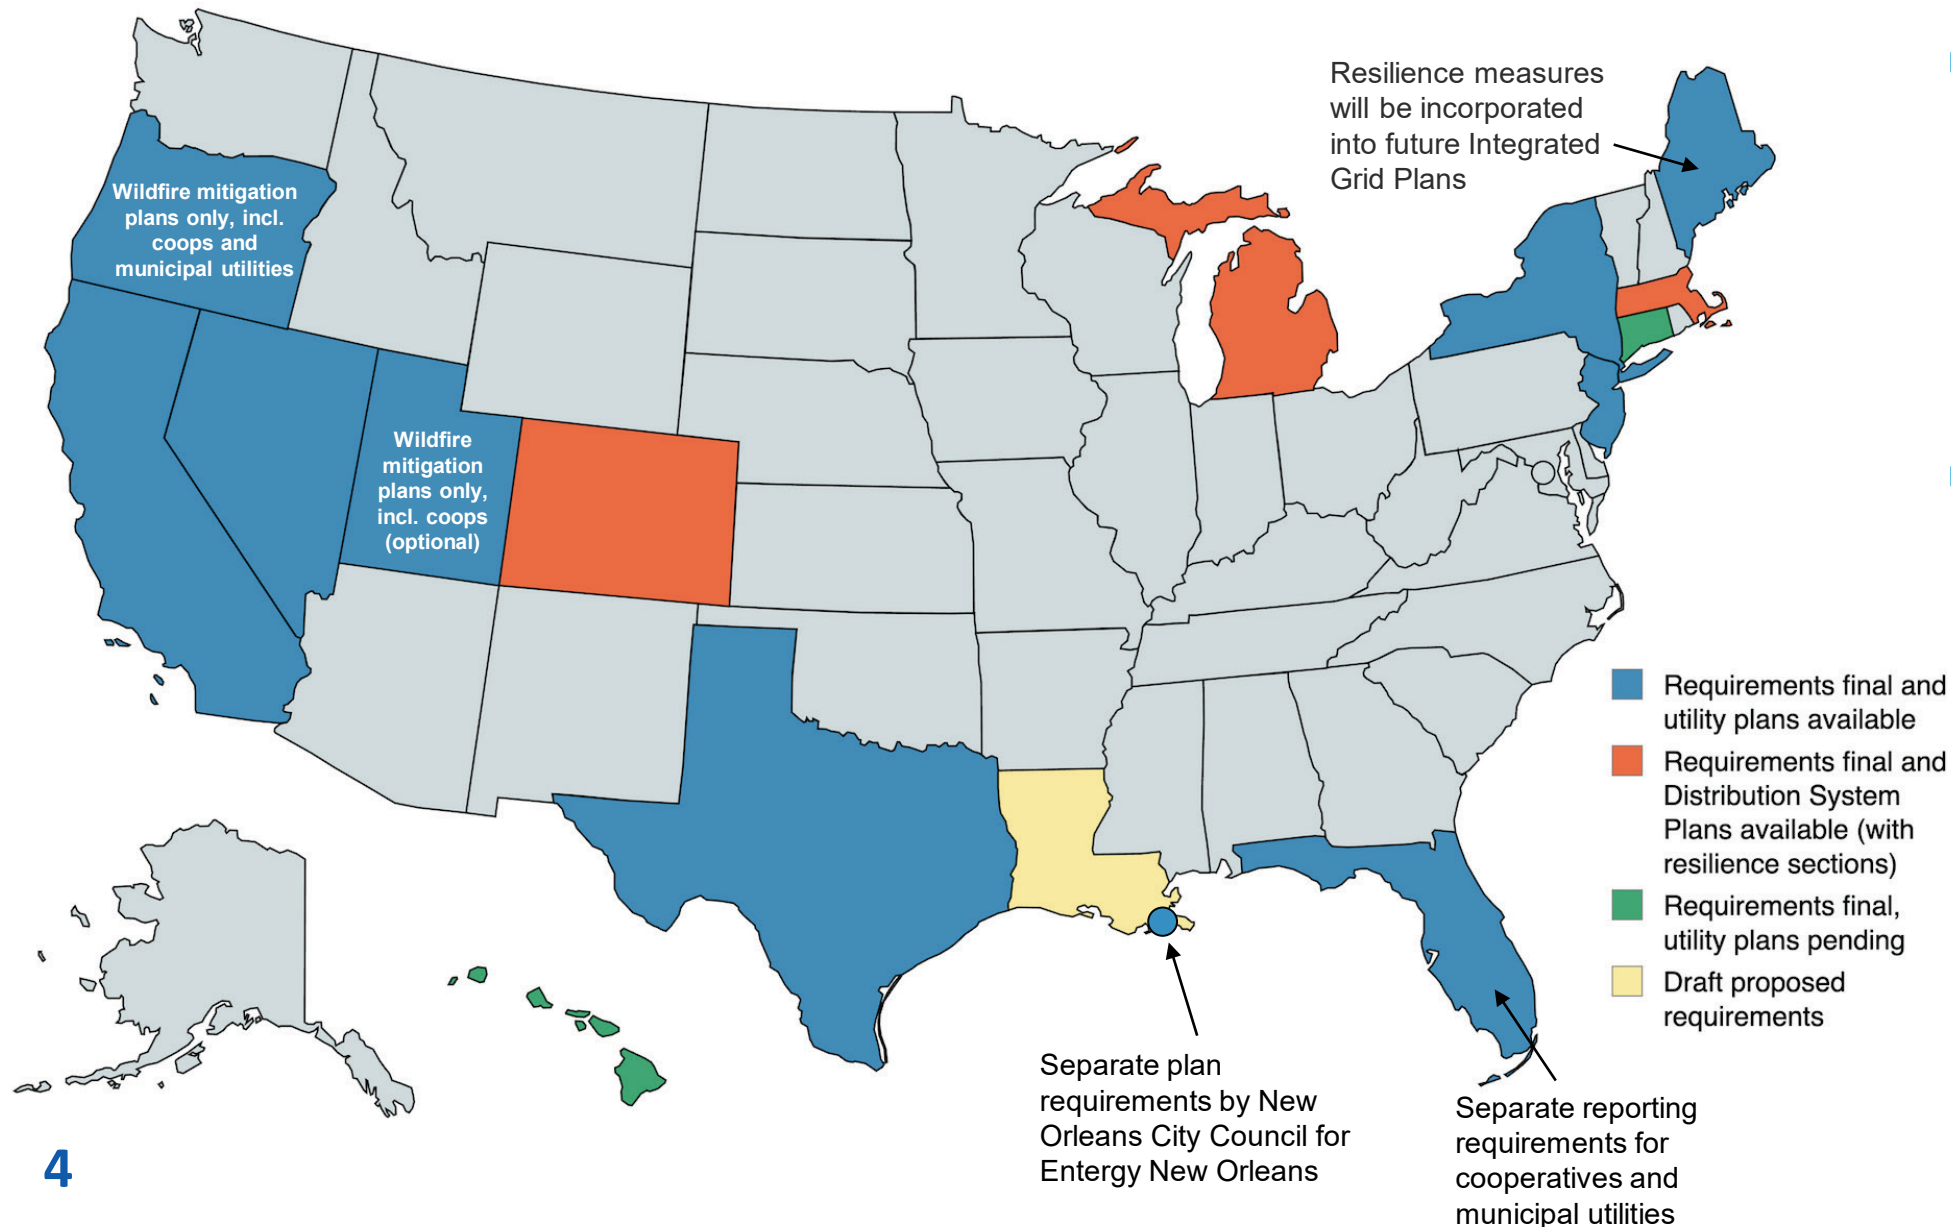 Resilience measures
will be incorporated
into future Integrated
Grid Plans
Wildfire mitigation
plans only, incl.
coops and
municipal utilities
Wildfire
mitigation
plans only,
incl. coops
(optional)
Requirements final and
utility plans available
Requirements final and
Distribution System
Plans available (with
resilience sections)
Requirements final,
utility plans pending
Draft proposed
requirements
Separate plan
requirements by New
Orleans City Council for
Entergy New Orleans
Separate reporting
requirements for
cooperatives and
municipal utilities
4